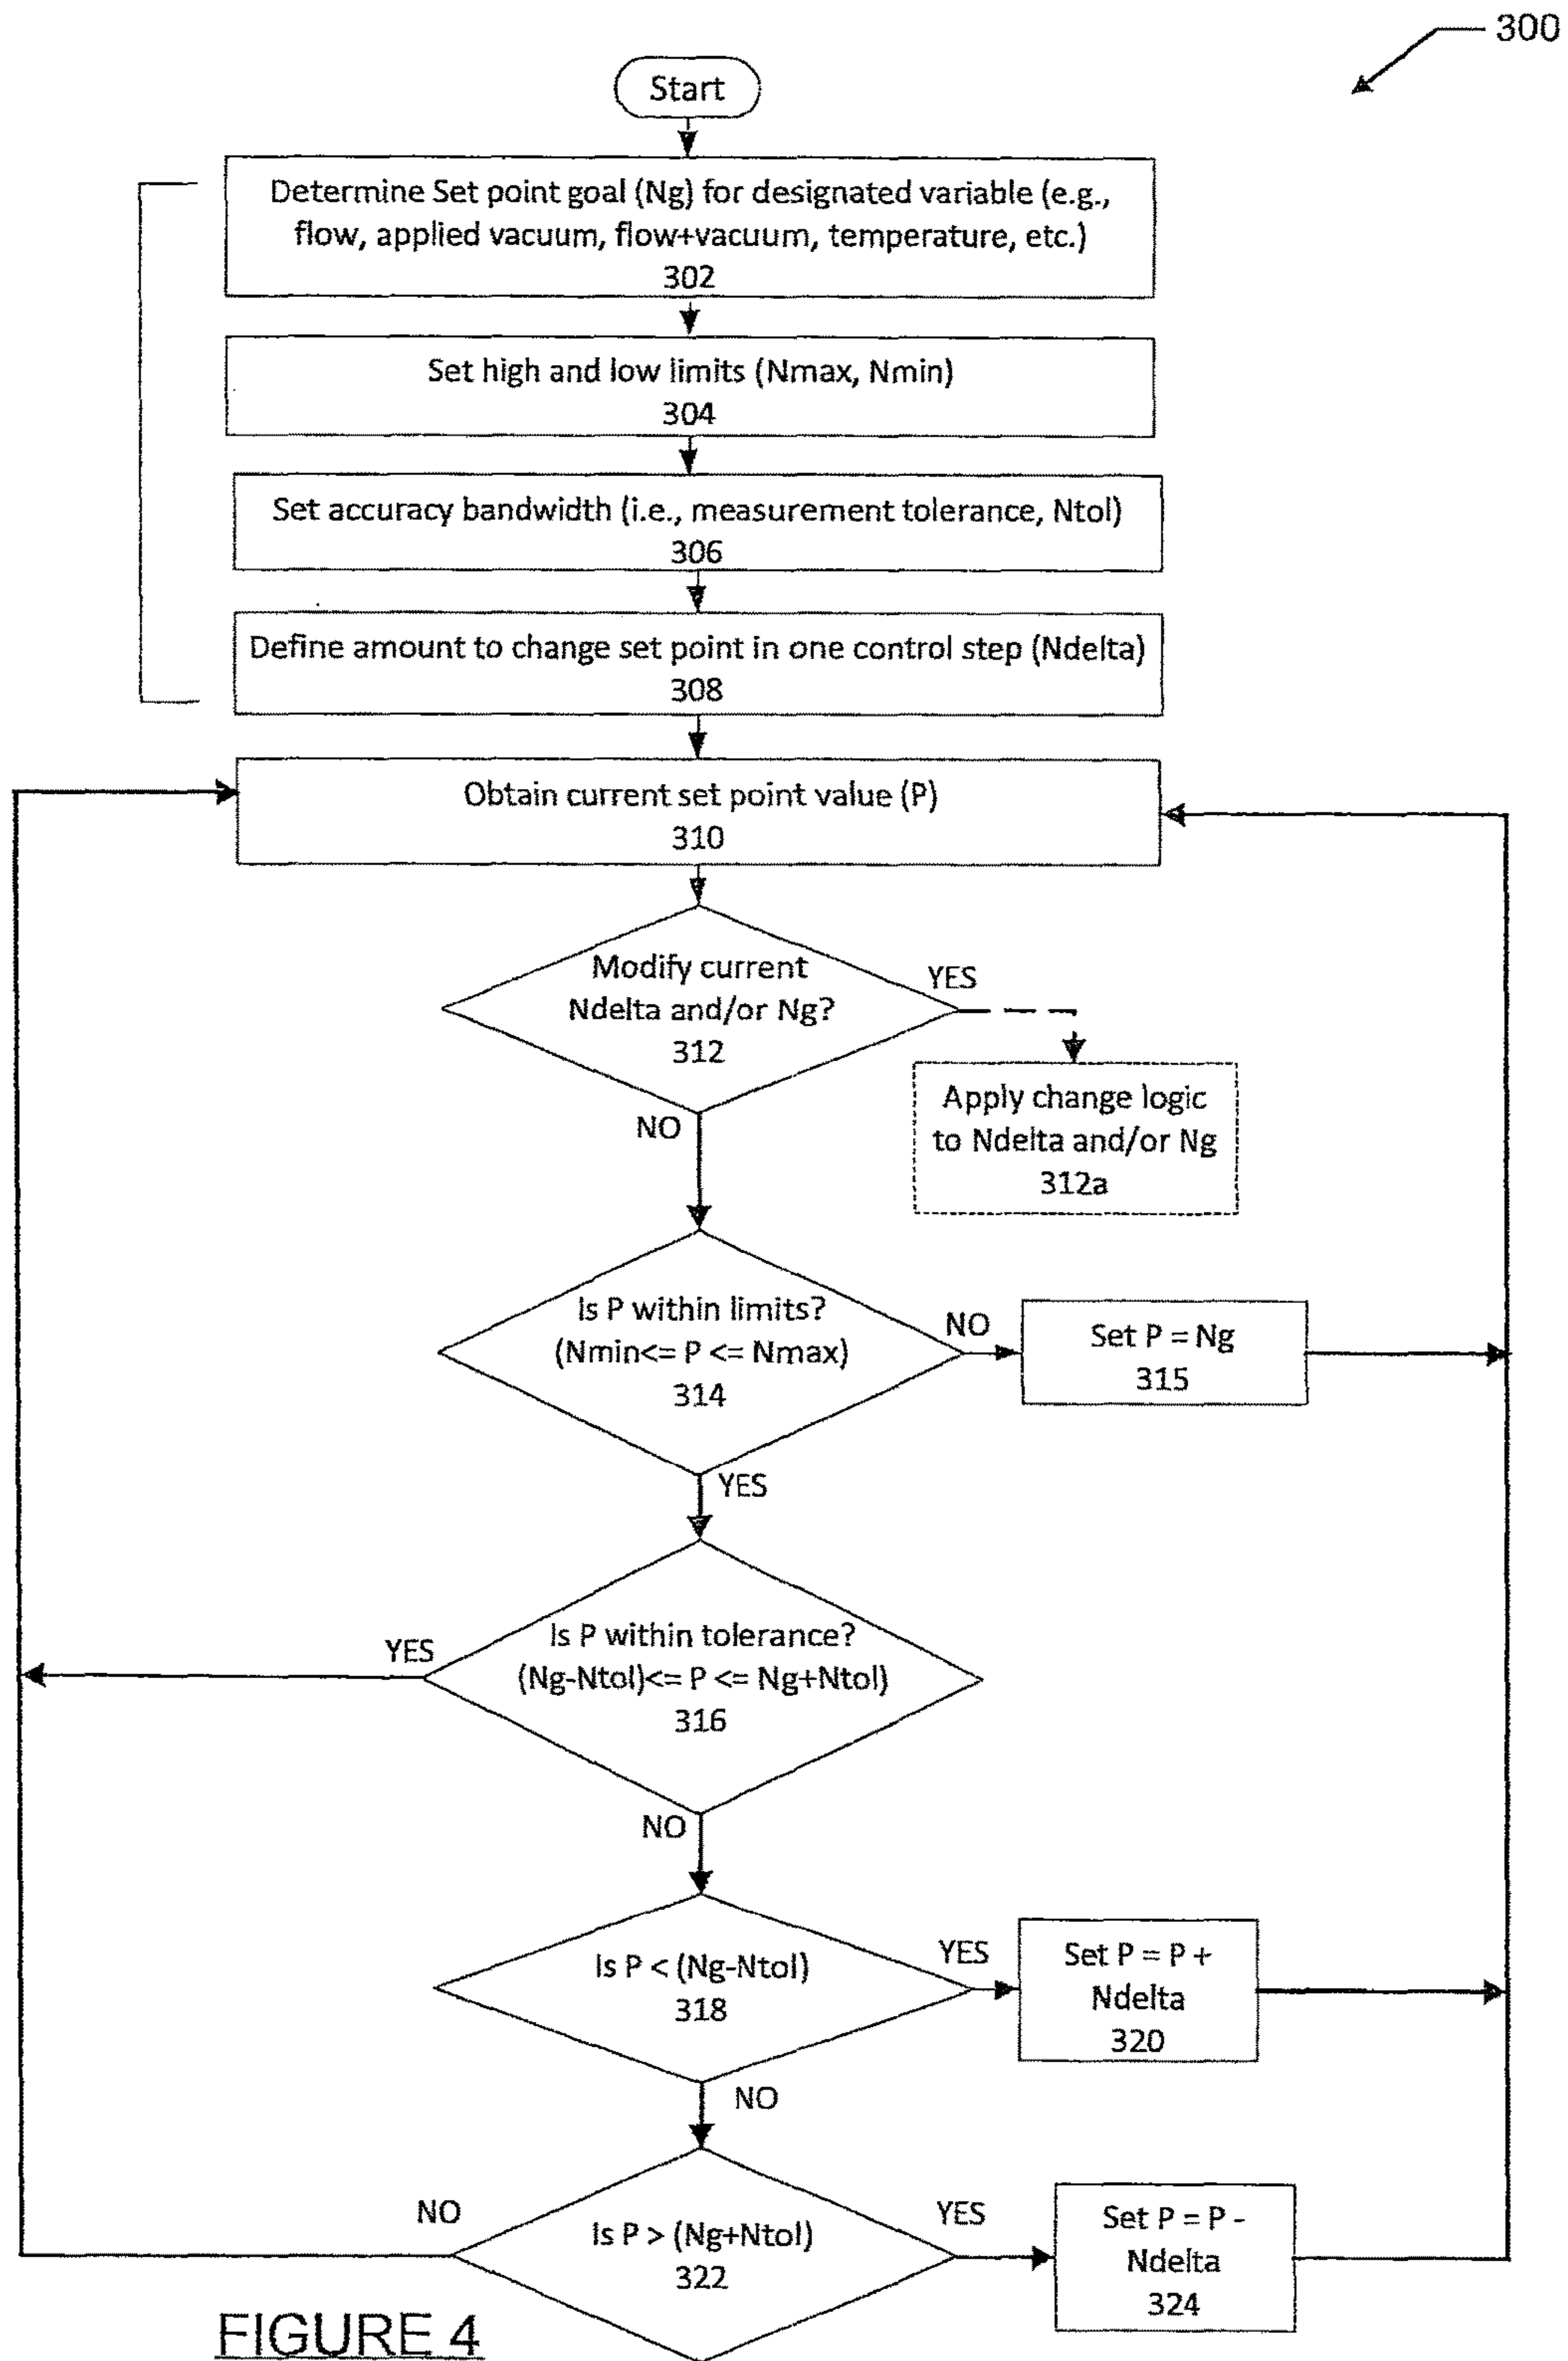 300
Start
Determine Set point goal (Ng) for designated variable (e.g.,
flow, applied vacuum, flow+vacuum, temperature, etc.)
302
Set high and low limits (Nmax, Nmin)
304
Set accuracy bandwidth (i.e., measurement tolerance, Ntol)
306
Define amount to change set point in one control step (Ndelta)
308
Obtain current set point value (P)
310
Modify current
Ndelta and/or Ng?
312
YES
Apply change logic
to Ndelta and/or Ng
312a
NO
Is P within limits?
(Nmin<= P <= Nmax)
314
NO
Set P = Ng
315
YES
Is P within tolerance?
(Ng-Ntol)<= P <= Ng+Ntol)
316
YES
NO
Is P < (Ng-Ntol)
318
YES
Set P = P +
Ndelta
320
NO
Is P > (Ng+Ntol)
322
NO
YES
Set P = P -
Ndelta
324
FIGURE 4